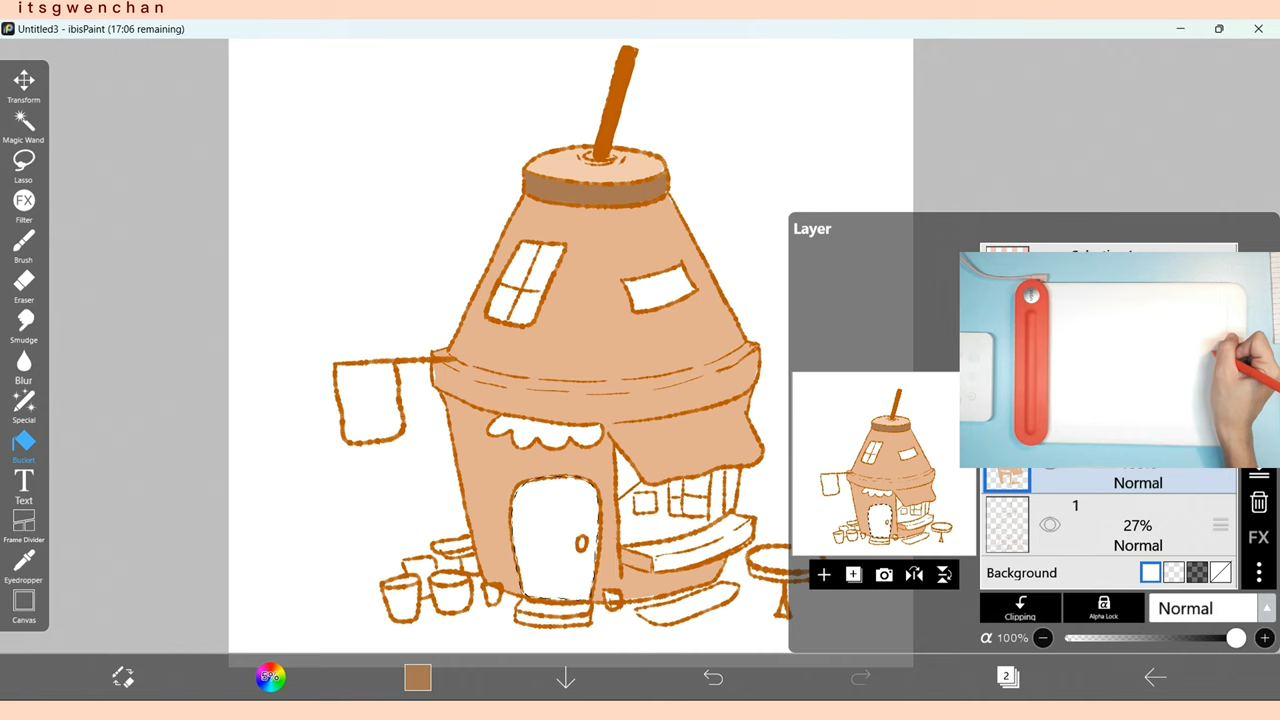 itsgwenchan
Untitled3 - ibisPaint (17:06 remaining)
Transform
Magic Wand
Lasso
FX
Filter
Brush
Eraser
Smudge
Blur
Special
Bucket
T
Text
Frame Divider
Eyedropper
Canvas
Layer
Normal
1
27%
Normal
FX
Background
Clipping
Alpha Lock
Normal
α 100%
5%
2